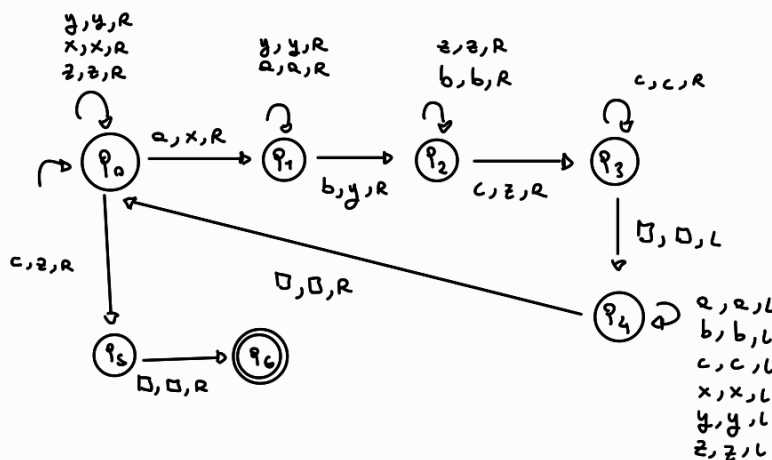 y, y, R
x, x, R
z, z, R
y, y, R
a, a, R
z, z, R
b, b, R
c, c, R
a, x, R
b, y, R
c, z, R
q0
q1
q2
q3
□, □, L
c, z, R
□, □, R
q4
a, a, L
b, b, L
c, c, L
x, x, L
y, y, L
z, z, L
q5
□, □, R
q6